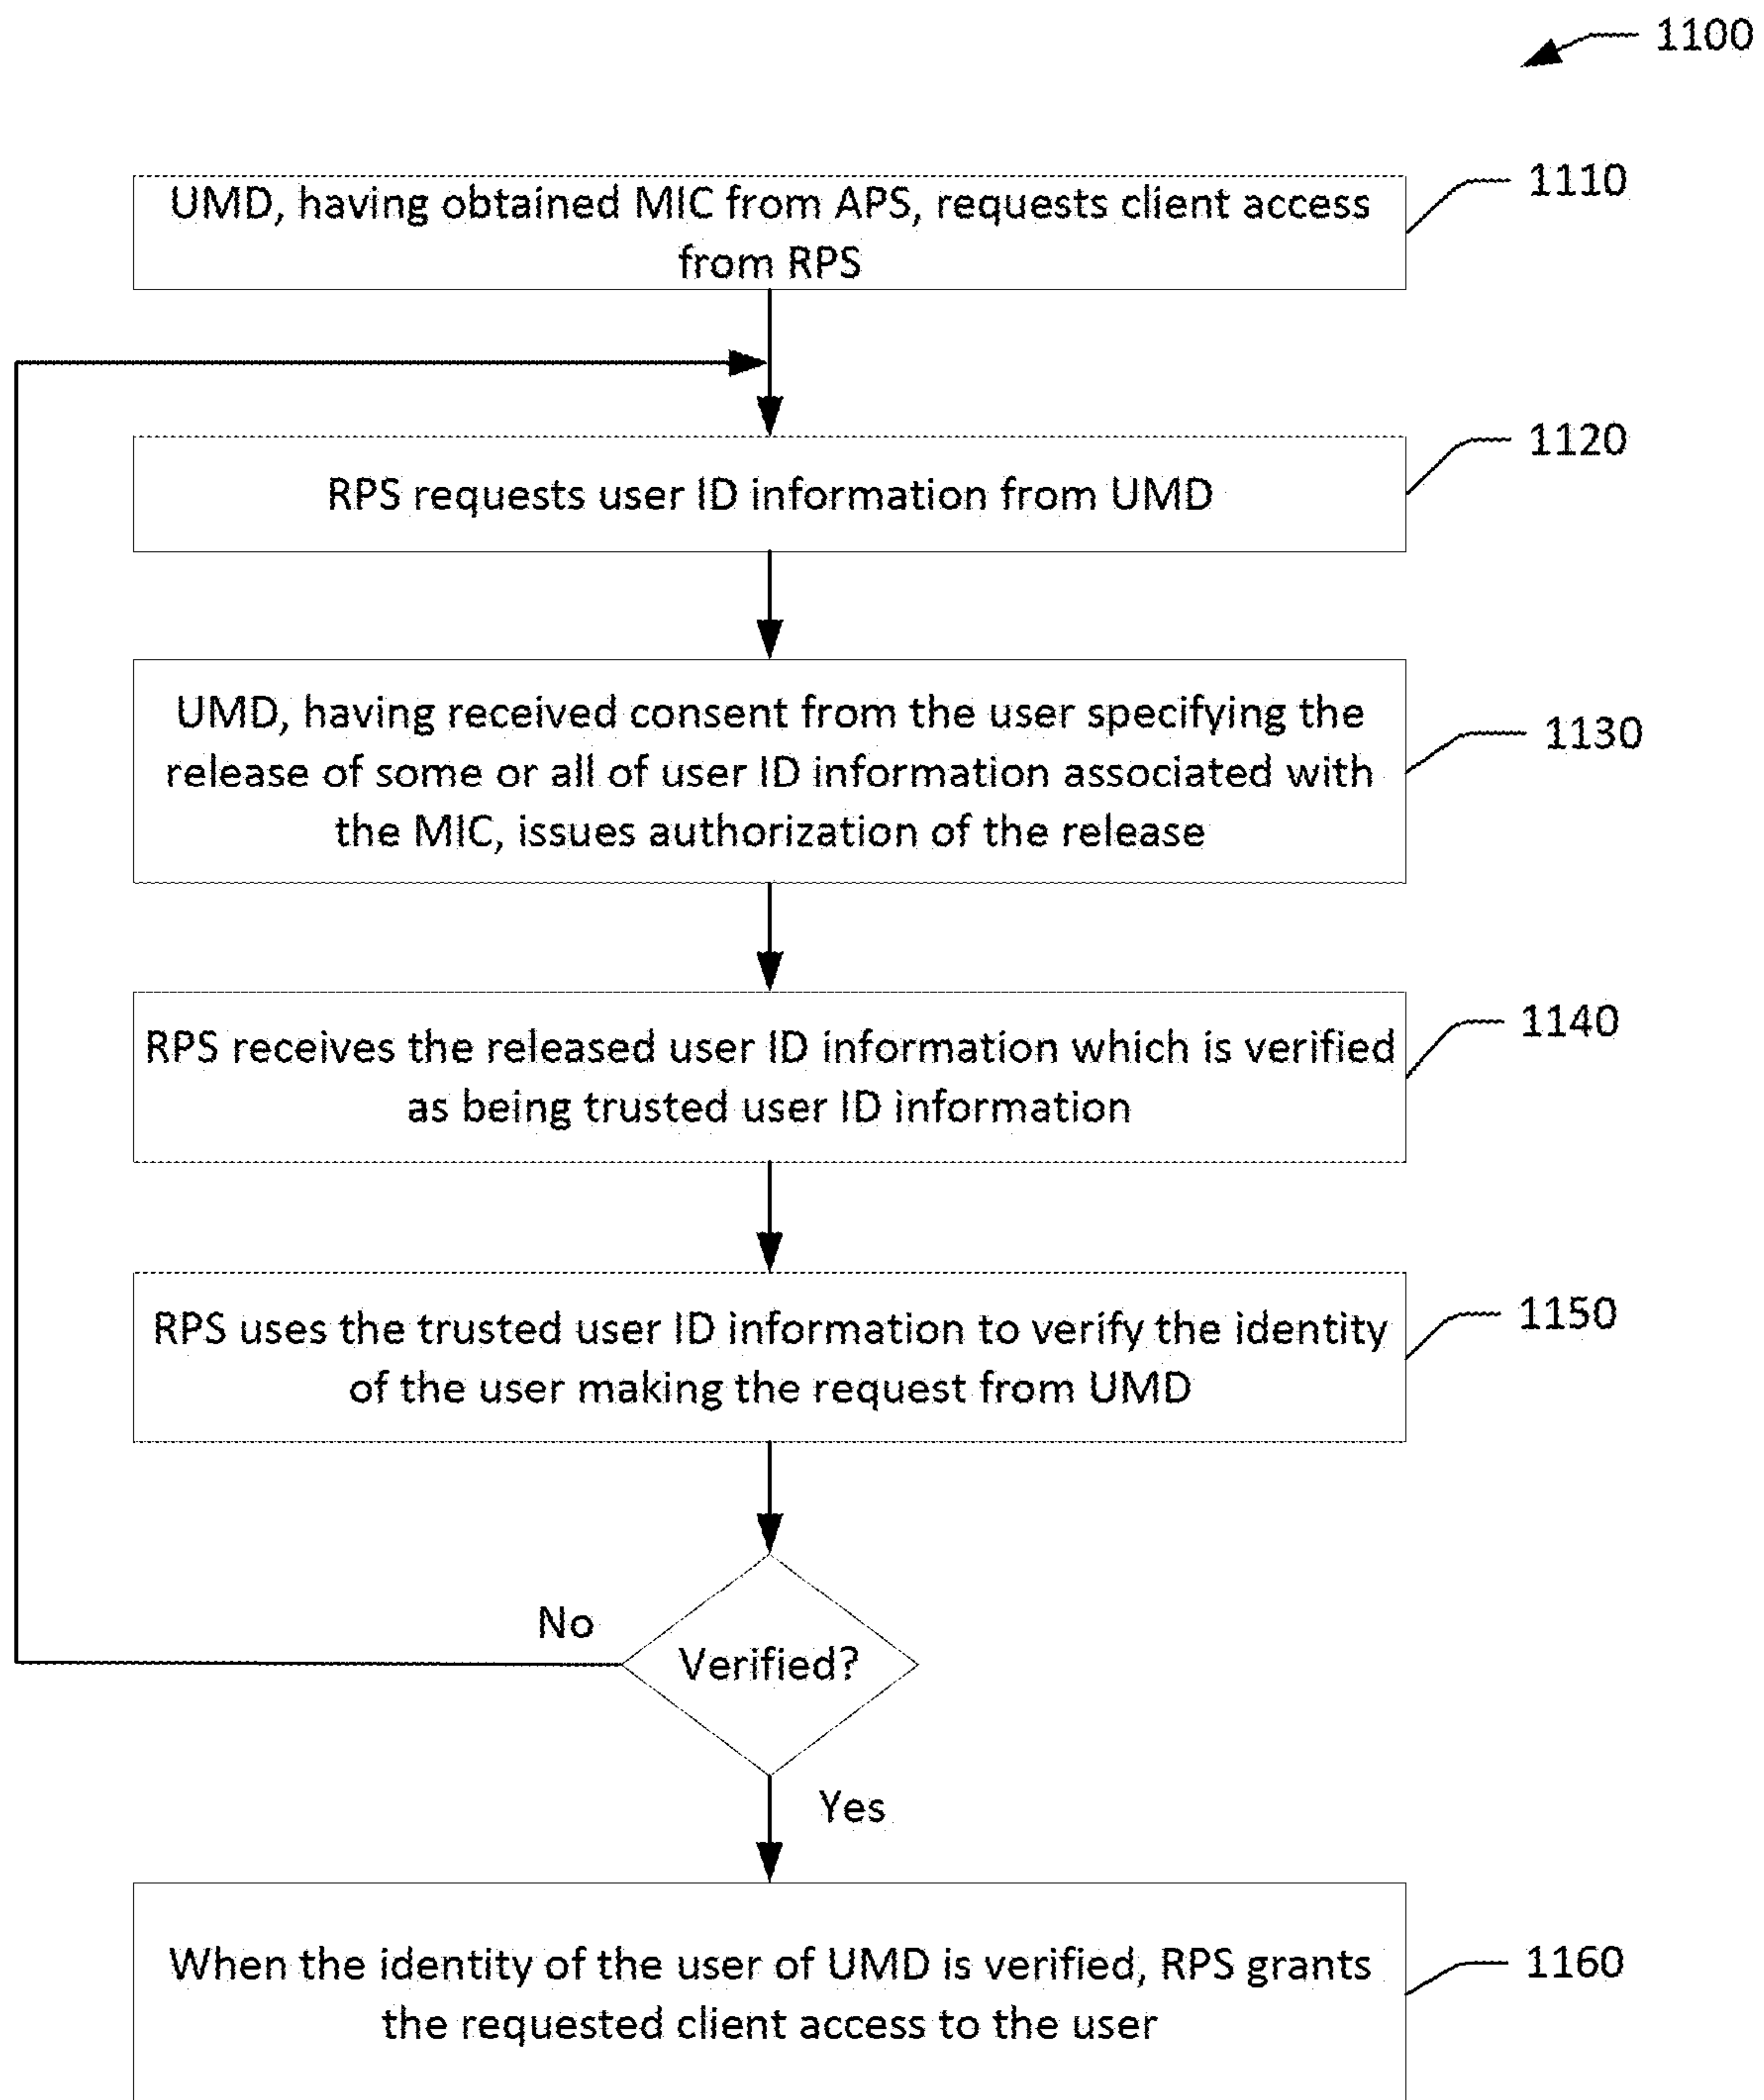 1100
UMD, having obtained MIC from APS, requests client access
from RPS
1110
RPS requests user ID information from UMD
1120
UMD, having received consent from the user specifying the
release of some or all of user ID information associated with
the MIC, issues authorization of the release
1130
RPS receives the released user ID information which is verified
as being trusted user ID information
1140
RPS uses the trusted user ID information to verify the identity
of the user making the request from UMD
1150
No
Verified?
Yes
When the identity of the user of UMD is verified, RPS grants
the requested client access to the user
1160